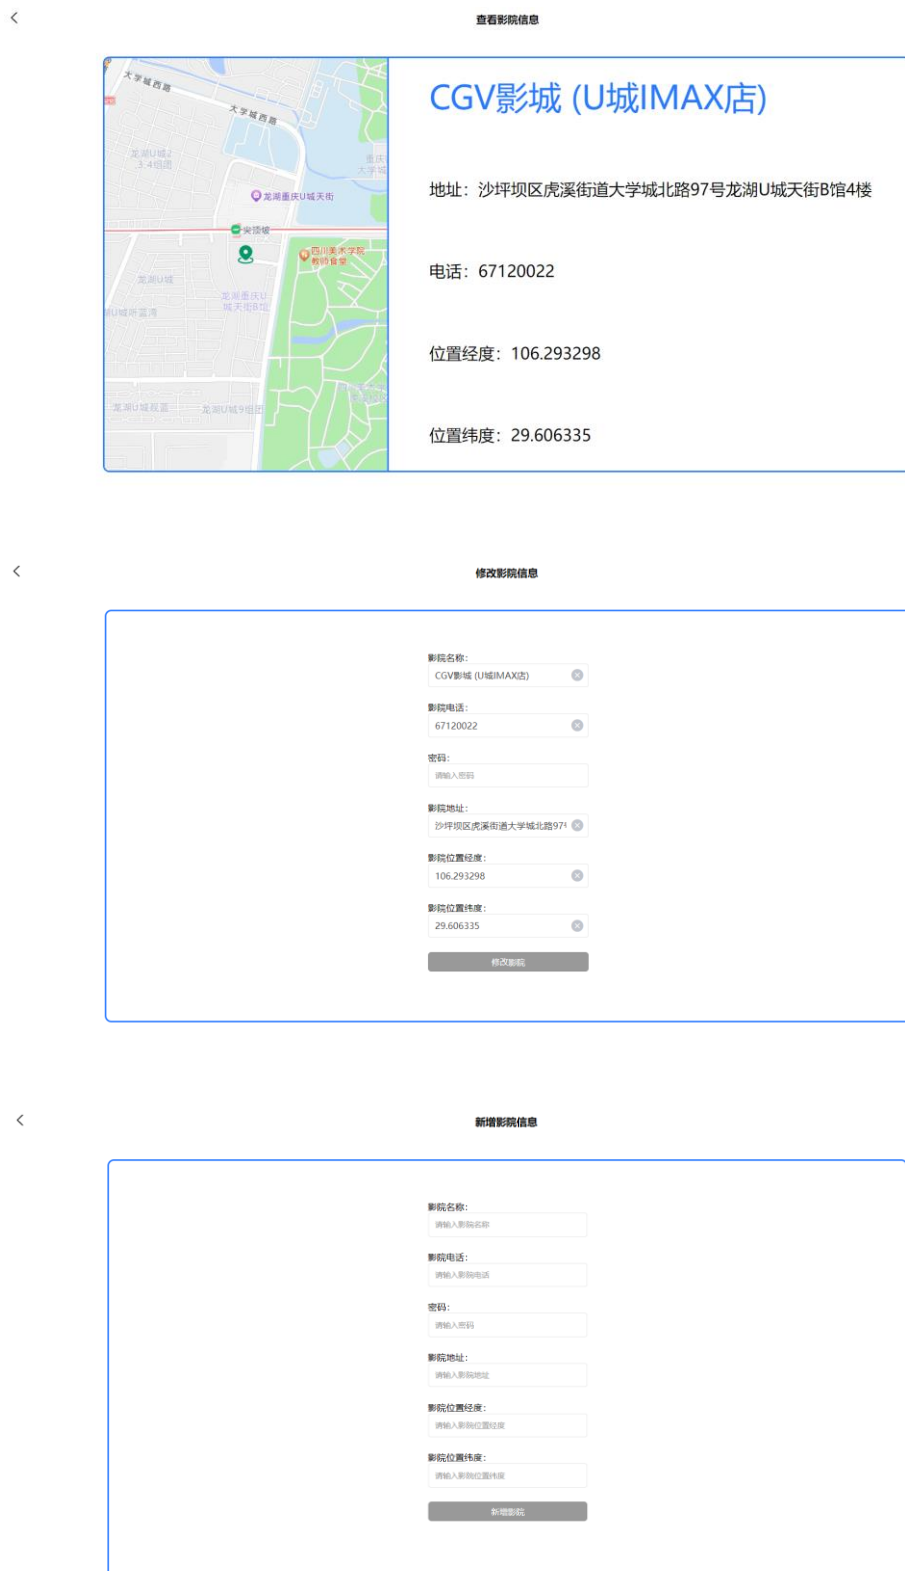 查看影院信息
大学城西路
大学城西路
龙湖U城2
3-4组团
重庆
大学城
龙湖重庆U城天街
尖顶坡
四川美术学院
教师食堂
龙湖U城
龙湖重庆U
城天街B馆
龙湖U城9组团
CGV影城 (U城IMAX店)
地址：沙坪坝区虎溪街道大学城北路97号龙湖U城天街B馆4楼
电话：67120022
位置经度：106.293298
位置纬度：29.606335
修改影院信息
影院名称：
CGV影城 (U城IMAX店)
影院电话：
67120022
密码：
请输入密码
影院地址：
沙坪坝区虎溪街道大学城北路97
影院位置经度：
106.293298
影院位置纬度：
29.606335
修改影院
新增影院信息
影院名称：
请输入影院名称
影院电话：
请输入影院电话
密码：
请输入密码
影院地址：
请输入影院地址
影院位置经度：
请输入影院位置经度
影院位置纬度：
请输入影院位置纬度
新增影院